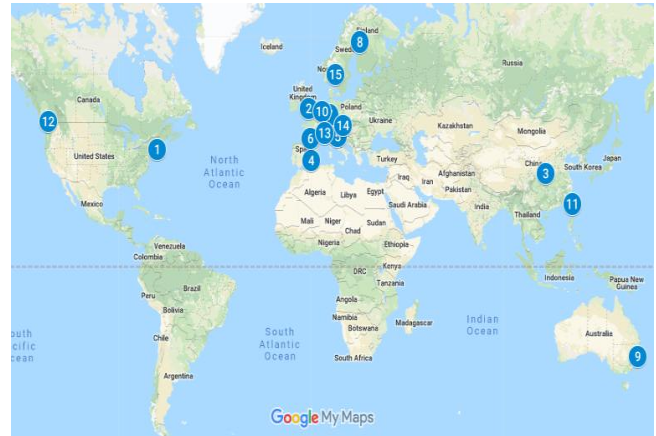 Iceland
Finland
8
Russia
15
United
Kingdom
Canada
2
10
Poland
12
14
Ukraine
Kazakhstan
Mongolia
1
6
13
United States
North
Atlantic
Ocean
4
Turkey
China
3
South Korea
Japan
Iraq
Iran
Afghanistan
Pakistan
Algeria
Libya
Egypt
Saudi Arabia
India
11
Mexico
Mali
Niger
Chad
Sudan
Thailand
Nigeria
Ethiopia
Venezuela
Colombia
DRC
Kenya
Tanzania
Indonesia
Papua New
Guinea
Brazil
Peru
Bolivia
Angola
Namibia
Botswana
Madagascar
South
Atlantic
Ocean
Indian
Ocean
Australia
Chile
South Africa
9
Argentina
Google My Maps